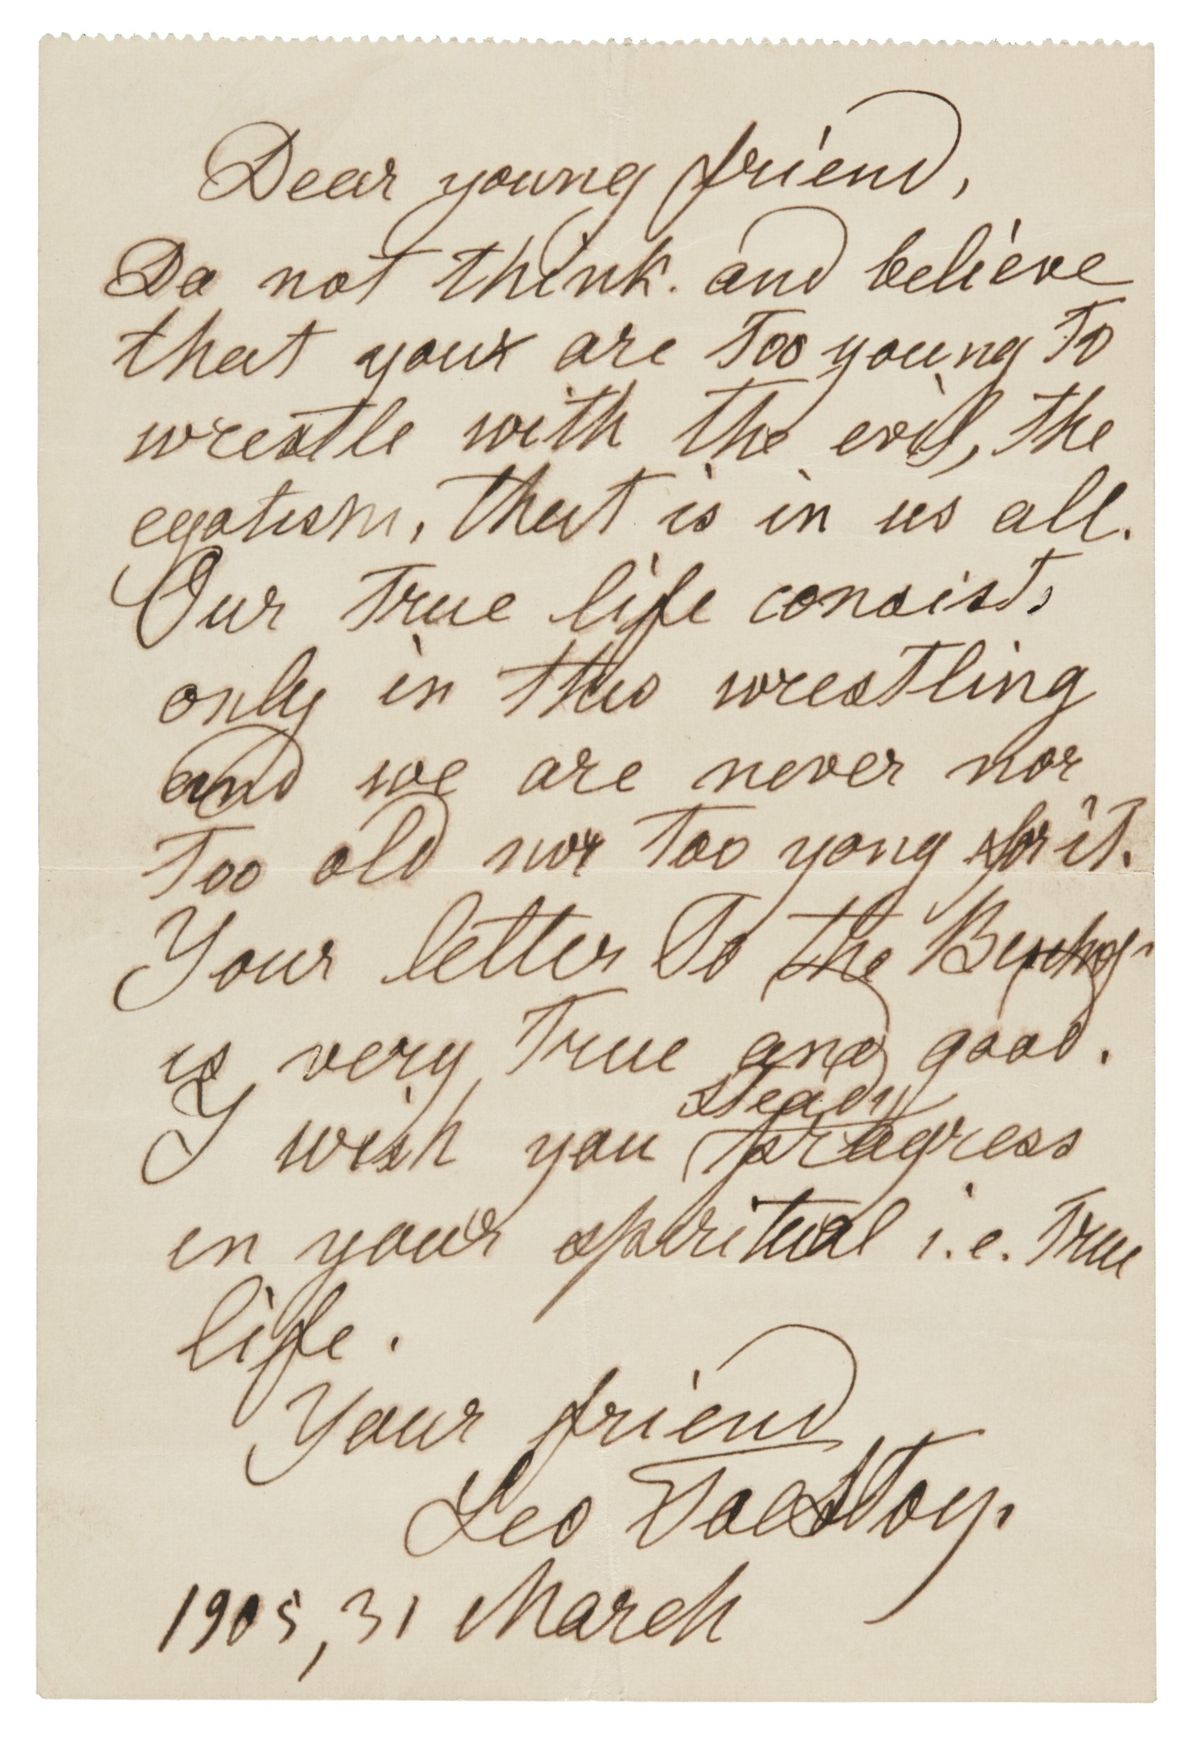 Dear young friend,
Do not think and believe
that your are too young to
wrestle with the evil, the
egotism, that is in us all.
Our true life consists
only in this wrestling
and we are never nor
too old nor too yong for it.
Your letter to the
is very true and good.
steady
I wish you progress
in your spiritual i.e. true
life.
Your friend
Leo Tolstoy.
1905, 31 March